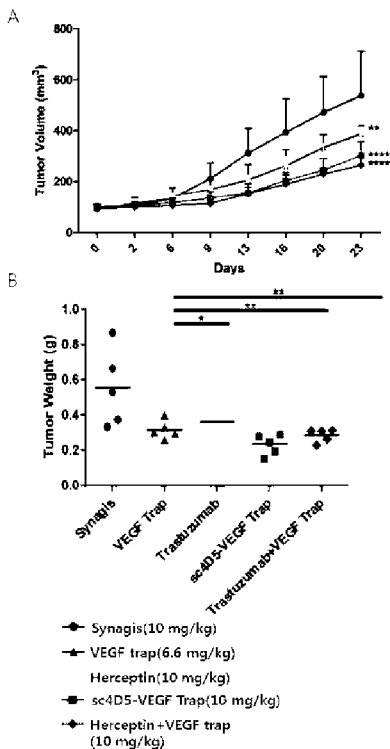 A
Tumor Volume (mm³)
800
600
400
200
0
**
****
****
0 2 6 9 13 16 20 23
Days
B
**
**
*
Tumor Weight (g)
1.0
0.8
0.6
0.4
0.2
0.0
Synagis
VEGF Trap
Trastuzumab
sc4D5-VEGF Trap
Trastuzumab+VEGF Trap
Synagis(10 mg/kg)
VEGF trap(6.6 mg/kg)
Herceptin(10 mg/kg)
sc4D5-VEGF Trap(10 mg/kg)
Herceptin+VEGF trap
(10 mg/kg)